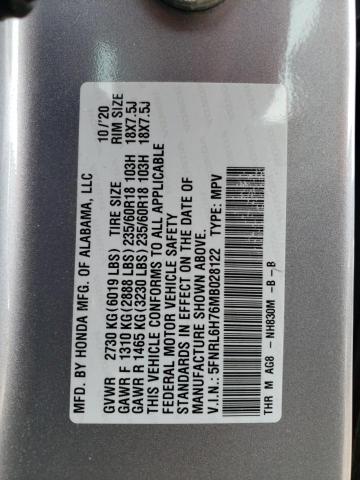 MFG. BY HONDA MFG. OF ALABAMA, LLC 10/'20
GVWR 2730 KG(6019 LBS) TIRE SIZE RIM SIZE
GAWR F 1310 KG (2888 LBS) 235/60R18 103H 18X7.5J
GAWR R 1465 KG (3230 LBS) 235/60R18 103H 18X7.5J
THIS VEHICLE CONFORMS TO ALL APPLICABLE
FEDERAL MOTOR VEHICLE SAFETY
STANDARDS IN EFFECT ON THE DATE OF
MANUFACTURE SHOWN ABOVE.
V.I.N.: 5FNRL6H76MB028122 TYPE: MPV
THR M AG8 - NH830M -B -B